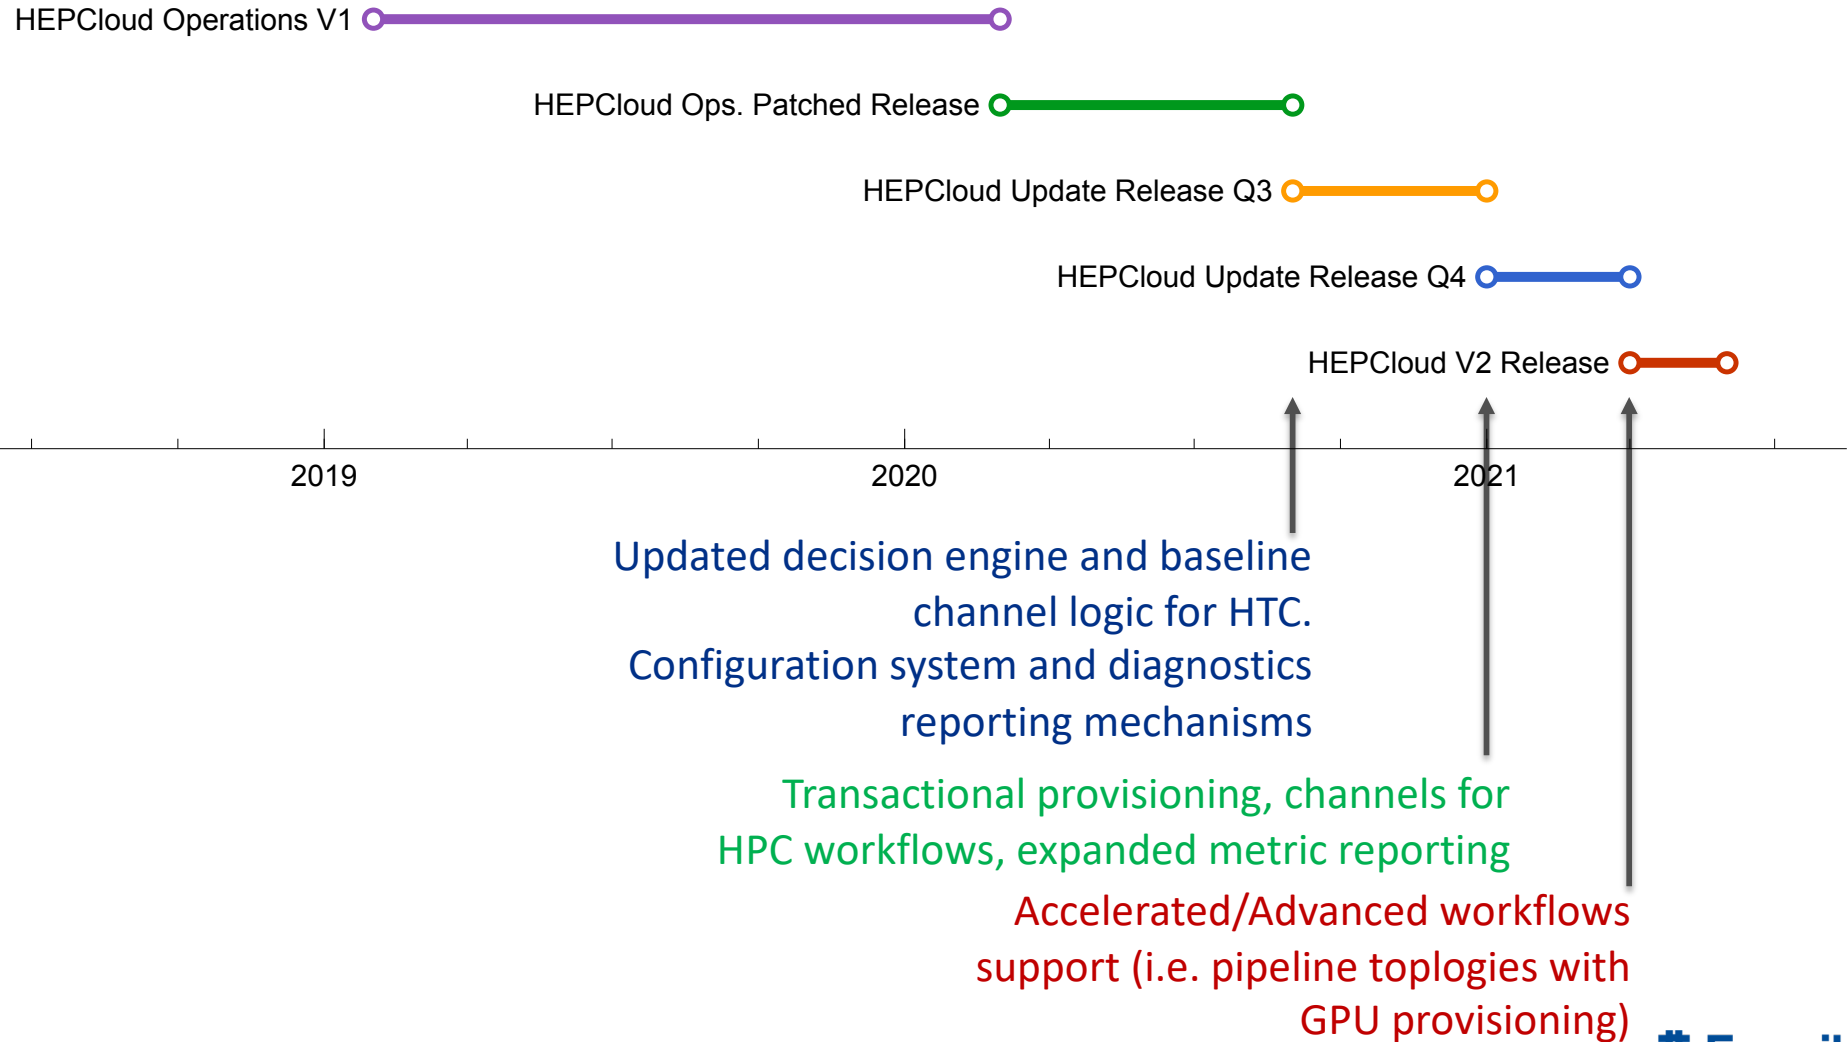 HEPCloud Operations V1
HEPCloud Ops. Patched Release
HEPCloud Update Release Q3
HEPCloud Update Release Q4
HEPCloud V2 Release
2019
2020
2021
Updated decision engine and baseline
channel logic for HTC.
Configuration system and diagnostics
reporting mechanisms
Transactional provisioning, channels for
HPC workflows, expanded metric reporting
Accelerated/Advanced workflows
support (i.e. pipeline toplogies with
GPU provisioning)